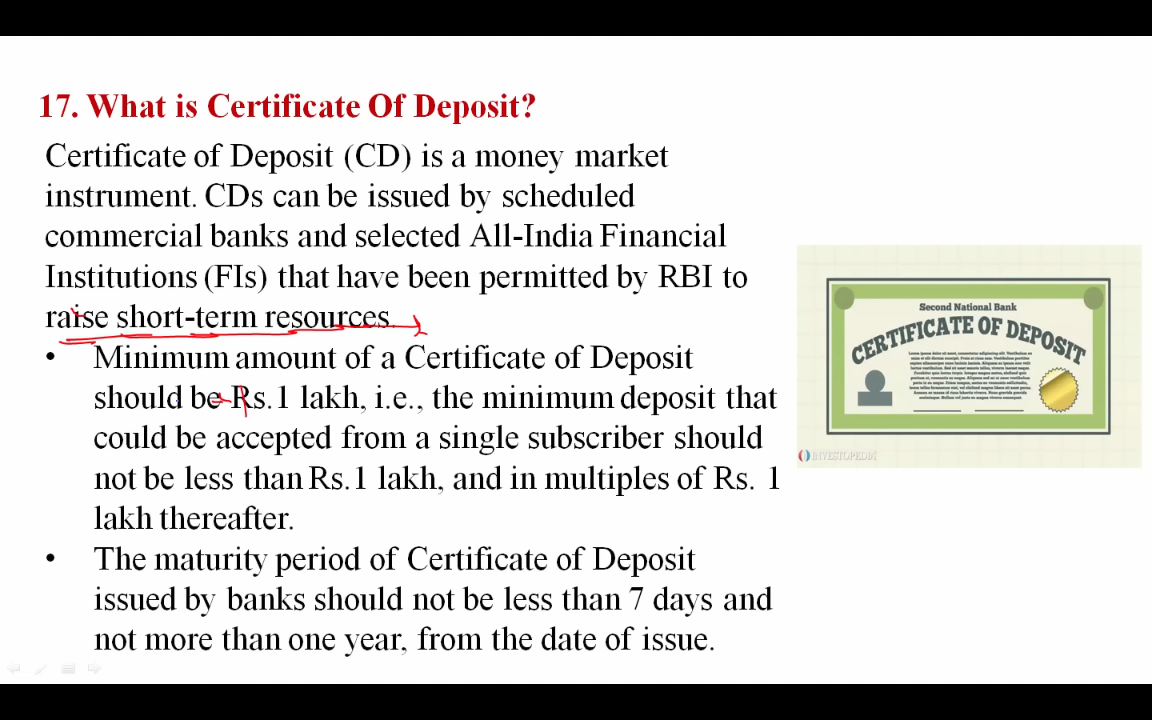 17. What is Certificate Of Deposit?
Certificate of Deposit (CD) is a money market
instrument. CDs can be issued by scheduled
commercial banks and selected All-India Financial
Institutions (FIs) that have been permitted by RBI to
raise short-term resources.
• Minimum amount of a Certificate of Deposit
should be Rs.1 lakh, i.e., the minimum deposit that
could be accepted from a single subscriber should
not be less than Rs.1 lakh, and in multiples of Rs. 1
lakh thereafter.
• The maturity period of Certificate of Deposit
issued by banks should not be less than 7 days and
not more than one year, from the date of issue.
Second National Bank
CERTIFICATE OF DEPOSIT
INVESTOPEDIA